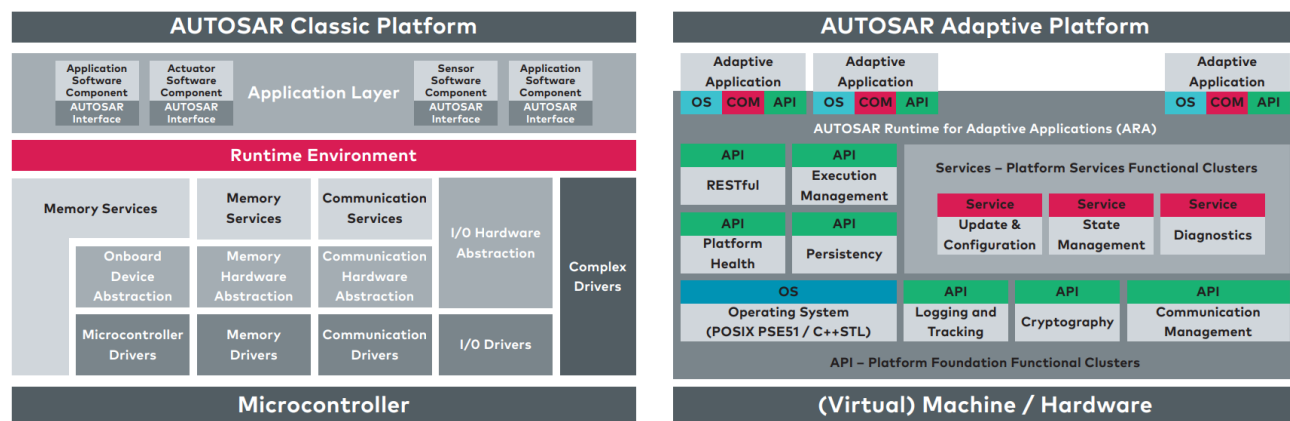 AUTOSAR Classic Platform
Application
Software
Component
AUTOSAR
Interface
Actuator
Software
Component
AUTOSAR
Interface
Application Layer
Sensor
Software
Component
AUTOSAR
Interface
Application
Software
Component
AUTOSAR
Interface
Runtime Environment
Memory Services
Memory
Services
Communication
Services
I/O Hardware
Abstraction
Complex
Drivers
Onboard
Device
Abstraction
Memory
Hardware
Abstraction
Communication
Hardware
Abstraction
Microcontroller
Drivers
Memory
Drivers
Communication
Drivers
I/O Drivers
Microcontroller
AUTOSAR Adaptive Platform
Adaptive
Application
OS COM API
Adaptive
Application
OS COM API
Adaptive
Application
OS COM API
AUTOSAR Runtime for Adaptive Applications (ARA)
API
RESTful
API
Execution
Management
API
Platform
Health
API
Persistency
Services – Platform Services Functional Clusters
Service
Update &
Configuration
Service
State
Management
Service
Diagnostics
OS
Operating System
(POSIX PSE51 / C++STL)
API
Logging and
Tracking
API
Cryptography
API
Communication
Management
API – Platform Foundation Functional Clusters
(Virtual) Machine / Hardware